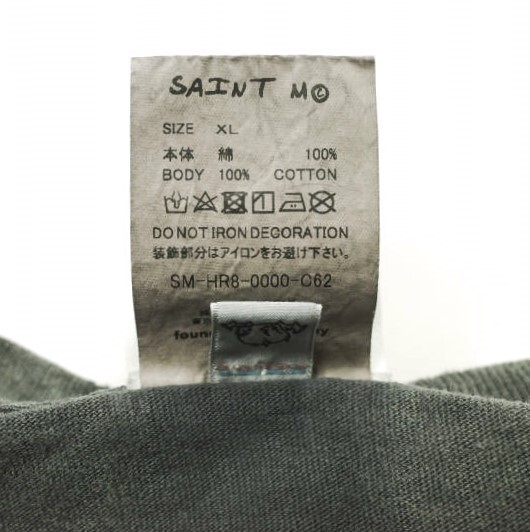 SAINT M©
SIZE XL
本体 綿 100%
BODY 100% COTTON
DO NOT IRON DEGORATION
装飾部分はアイロンをお避け下さい。
SM-HR8-0000-C62